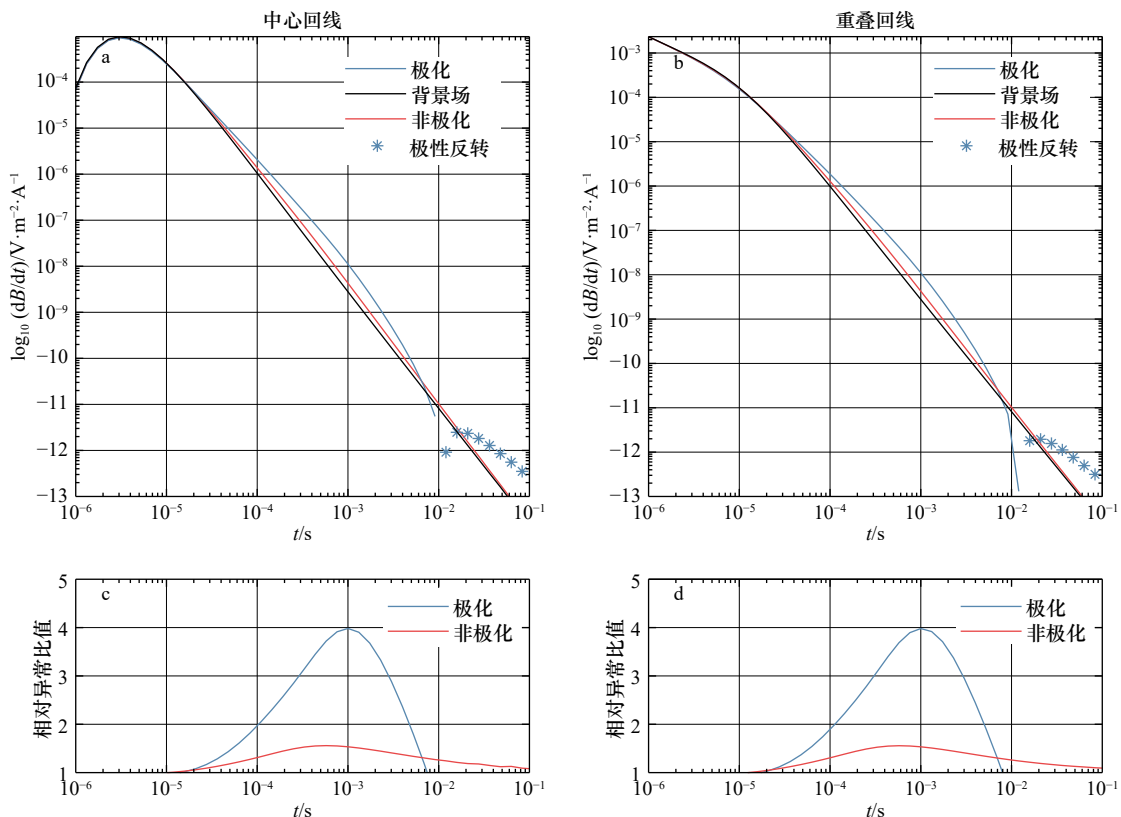 中心回线
a
极化
背景场
非极化
极性反转
10⁻⁴
10⁻⁵
10⁻⁶
10⁻⁷
10⁻⁸
10⁻⁹
−10
−11
−12
−13
log₁₀ (dB/dt)/V·m⁻²·A⁻¹
10⁻⁶ 10⁻⁵ 10⁻⁴ 10⁻³ 10⁻² 10⁻¹
t/s
重叠回线
b
极化
背景场
非极化
极性反转
10⁻³
10⁻⁴
10⁻⁵
10⁻⁶
10⁻⁷
10⁻⁸
10⁻⁹
−10
−11
−12
−13
log₁₀ (dB/dt)/V·m⁻²·A⁻¹
10⁻⁶ 10⁻⁵ 10⁻⁴ 10⁻³ 10⁻² 10⁻¹
t/s
c
极化
非极化
5
4
3
2
1
相对异常比值
10⁻⁶ 10⁻⁵ 10⁻⁴ 10⁻³ 10⁻² 10⁻¹
t/s
d
极化
非极化
5
4
3
2
1
相对异常比值
10⁻⁶ 10⁻⁵ 10⁻⁴ 10⁻³ 10⁻² 10⁻¹
t/s